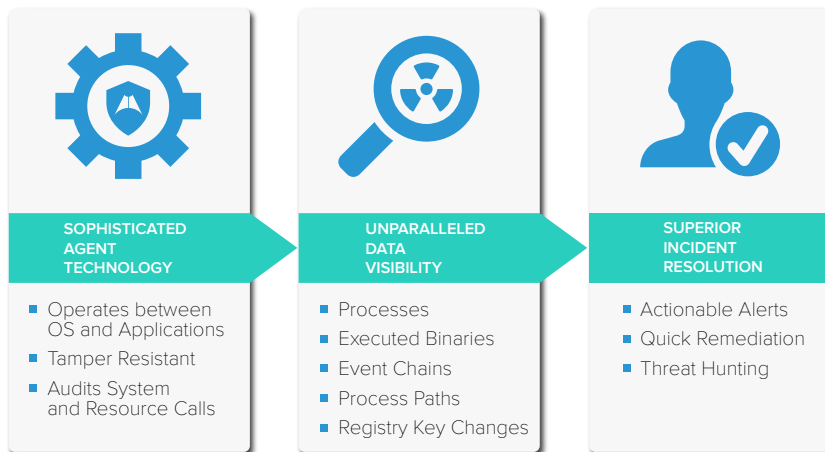 SOPHISTICATED
AGENT
TECHNOLOGY
Operates between
OS and Applications
Tamper Resistant
Audits System
and Resource Calls
UNPARALLELED
DATA
VISIBILITY
Processes
Executed Binaries
Event Chains
Process Paths
Registry Key Changes
SUPERIOR
INCIDENT
RESOLUTION
Actionable Alerts
Quick Remediation
Threat Hunting